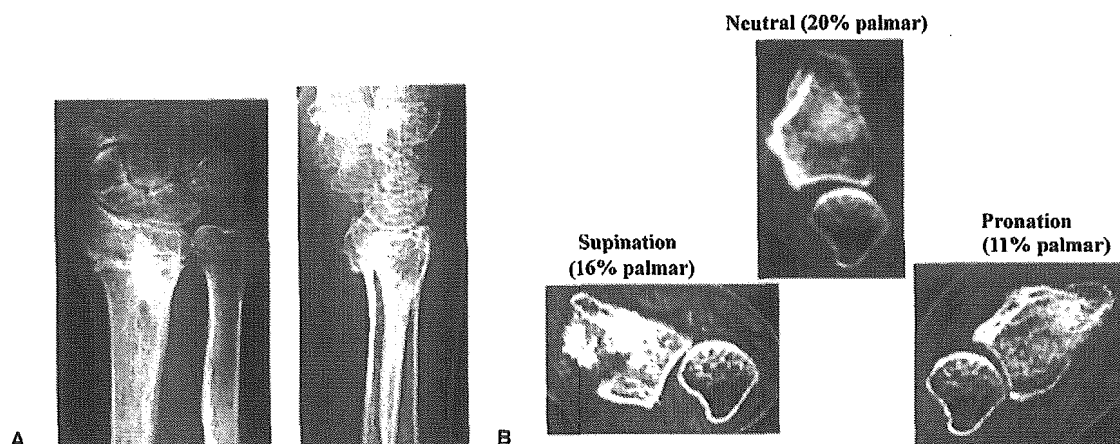 Neutral (20% palmar)
Supination
(16% palmar)
Pronation
(11% palmar)
A
B